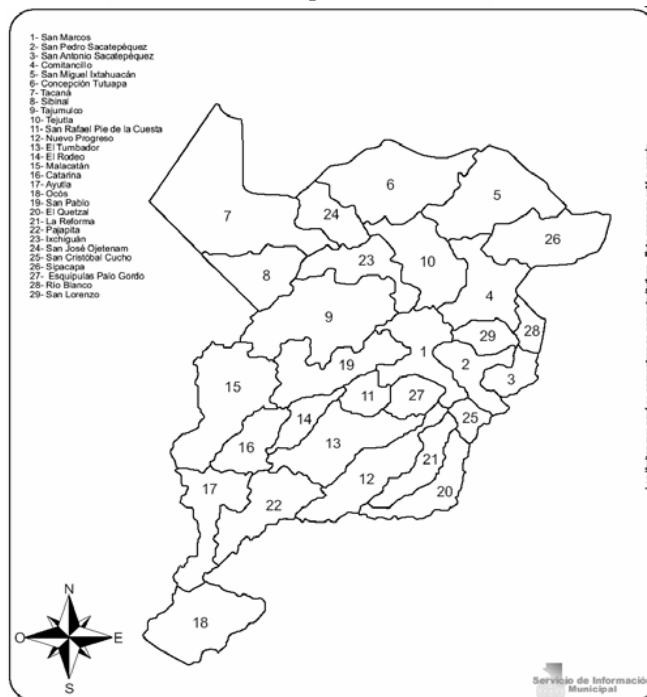 1- San Marcos
2- San Pedro Sacatepéquez
3- San Antonio Sacatepéquez
4- Comitancillo
5- San Miguel Ixtahuacán
6- Concepción Tutuapa
7- Tacaná
8- Sibinal
9- Tajumulco
10- Tejutla
11- San Rafael Pie de la Cuesta
12- Nuevo Progreso
13- El Tumbador
14- El Rodeo
15- Malacatán
16- Catarina
17- Ayutla
18- Ocós
19- San Pablo
20- El Quetzal
21- La Reforma
22- Pajapita
23- Ixchiguán
24- San José Ojetenam
25- San Cristóbal Cucho
26- Sipacapa
27- Esquipulas Palo Gordo
28- Río Blanco
29- San Lorenzo
6
5
24
7
26
23
10
8
4
9
28
29
1
19
2
3
15
11
27
14
25
16
13
21
12
17
20
22
18
N
O
E
S
Servicio de Información
Municipal